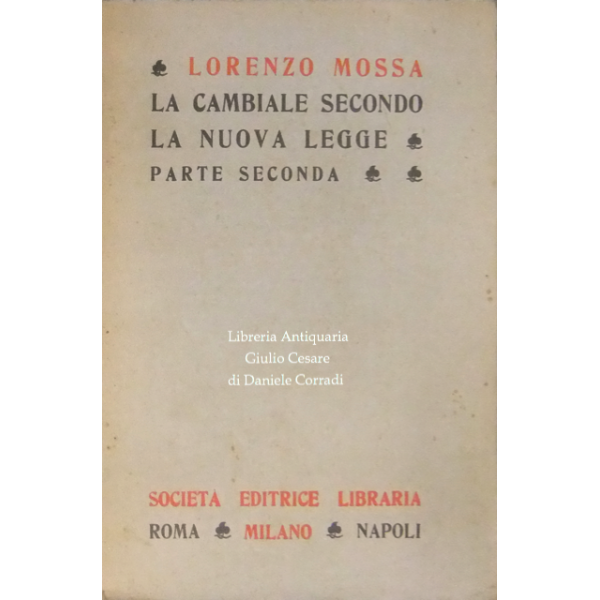 LORENZO MOSSA
LA CAMBIALE SECONDO
LA NUOVA LEGGE
PARTE SECONDA
Libreria Antiquaria
Giulio Cesare
di Daniele Corradi
SOCIETA EDITRICE LIBRARIA
ROMA MILANO NAPOLI